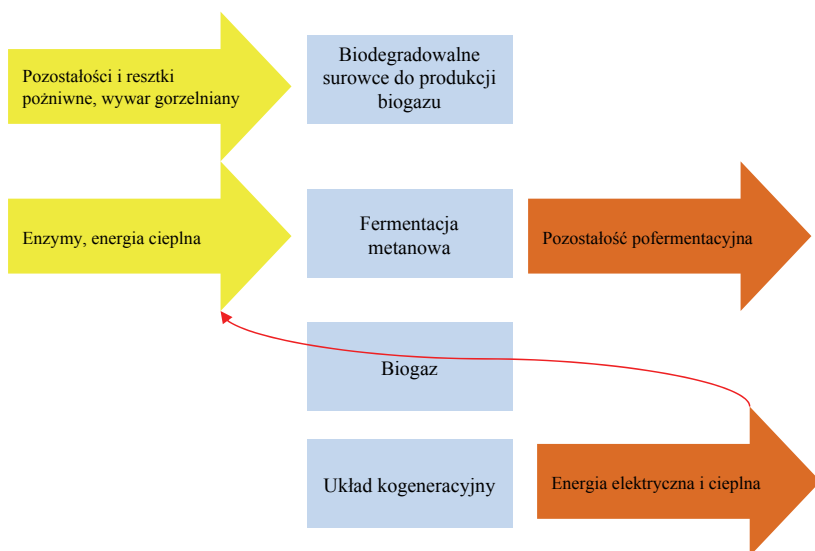 Pozostałości i resztki
pożniwne, wywar gorzelniany
Biodegradowalne
surowce do produkcji
biogazu
Enzymy, energia cieplna
Fermentacja
metanowa
Pozostałość pofermentacyjna
Biogaz
Układ kogeneracyjny
Energia elektryczna i cieplna